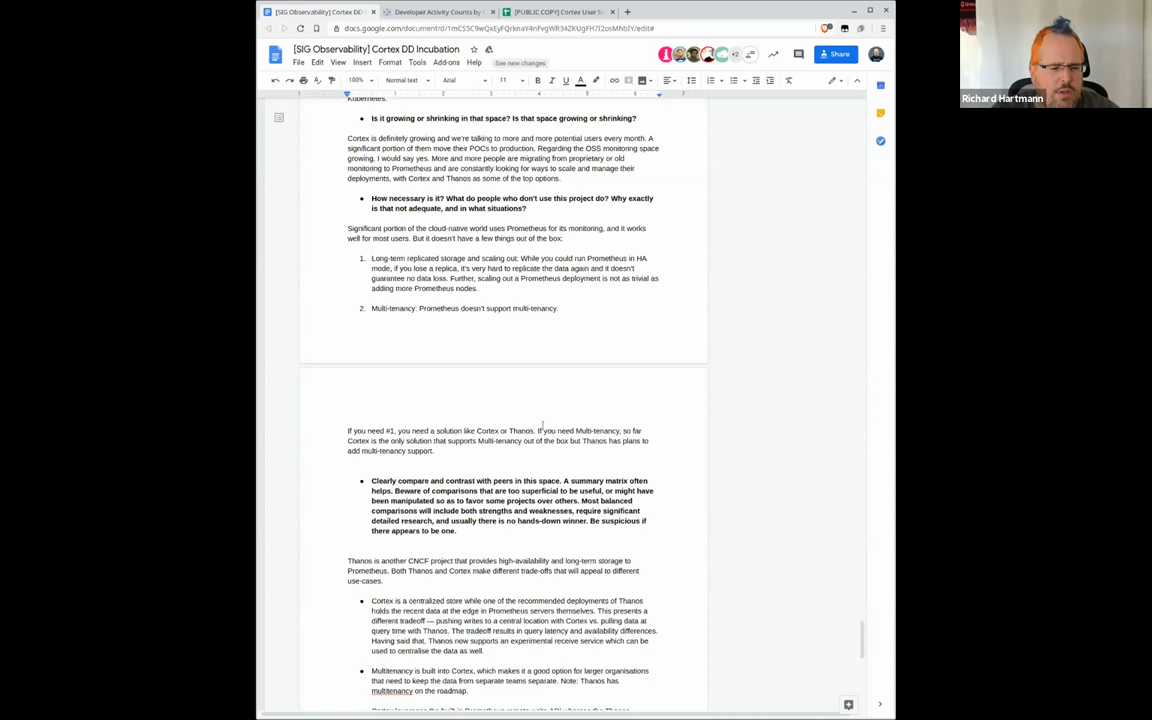 [SIG Observability] Cortex DD
Developer Activity Counts by
[PUBLIC COPY] Cortex User S
docs.google.com/document/d/1mCS5C9wQxEyFQrknaY4nFvgWR34ZKUgFH7I2osMhbIY/edit#
[SIG Observability] Cortex DD Incubation
File Edit View Insert Format Tools Add-ons Help See new changes
+2
Share
100% Normal text Arial 11
Richard Hartmann
Kubernetes.
• Is it growing or shrinking in that space? Is that space growing or shrinking?
Cortex is definitely growing and we're talking to more and more potential users every month. A
significant portion of them move their POCs to production. Regarding the OSS monitoring space
growing, I would say yes. More and more people are migrating from proprietary or old
monitoring to Prometheus and are constantly looking for ways to scale and manage their
deployments, with Cortex and Thanos as some of the top options.
• How necessary is it? What do people who don't use this project do? Why exactly
is that not adequate, and in what situations?
Significant portion of the cloud-native world uses Prometheus for its monitoring, and it works
well for most users. But it doesn't have a few things out of the box:
1. Long-term replicated storage and scaling out: While you could run Prometheus in HA
mode, if you lose a replica, it's very hard to replicate the data again and it doesn't
guarantee no data loss. Further, scaling out a Prometheus deployment is not as trivial as
adding more Prometheus nodes.
2. Multi-tenancy: Prometheus doesn't support multi-tenancy.
If you need #1, you need a solution like Cortex or Thanos. If you need Multi-tenancy, so far
Cortex is the only solution that supports Multi-tenancy out of the box but Thanos has plans to
add multi-tenancy support.
• Clearly compare and contrast with peers in this space. A summary matrix often
helps. Beware of comparisons that are too superficial to be useful, or might have
been manipulated so as to favor some projects over others. Most balanced
comparisons will include both strengths and weaknesses, require significant
detailed research, and usually there is no hands-down winner. Be suspicious if
there appears to be one.
Thanos is another CNCF project that provides high-availability and long-term storage to
Prometheus. Both Thanos and Cortex make different trade-offs that will appeal to different
use-cases.
• Cortex is a centralized store while one of the recommended deployments of Thanos
holds the recent data at the edge in Prometheus servers themselves. This presents a
different tradeoff — pushing writes to a central location with Cortex vs. pulling data at
query time with Thanos. The tradeoff results in query latency and availability differences.
Having said that, Thanos now supports an experimental receive service which can be
used to centralise the data as well.
• Multitenancy is built into Cortex, which makes it a good option for larger organisations
that need to keep the data from separate teams separate. Note: Thanos has
multitenancy on the roadmap.